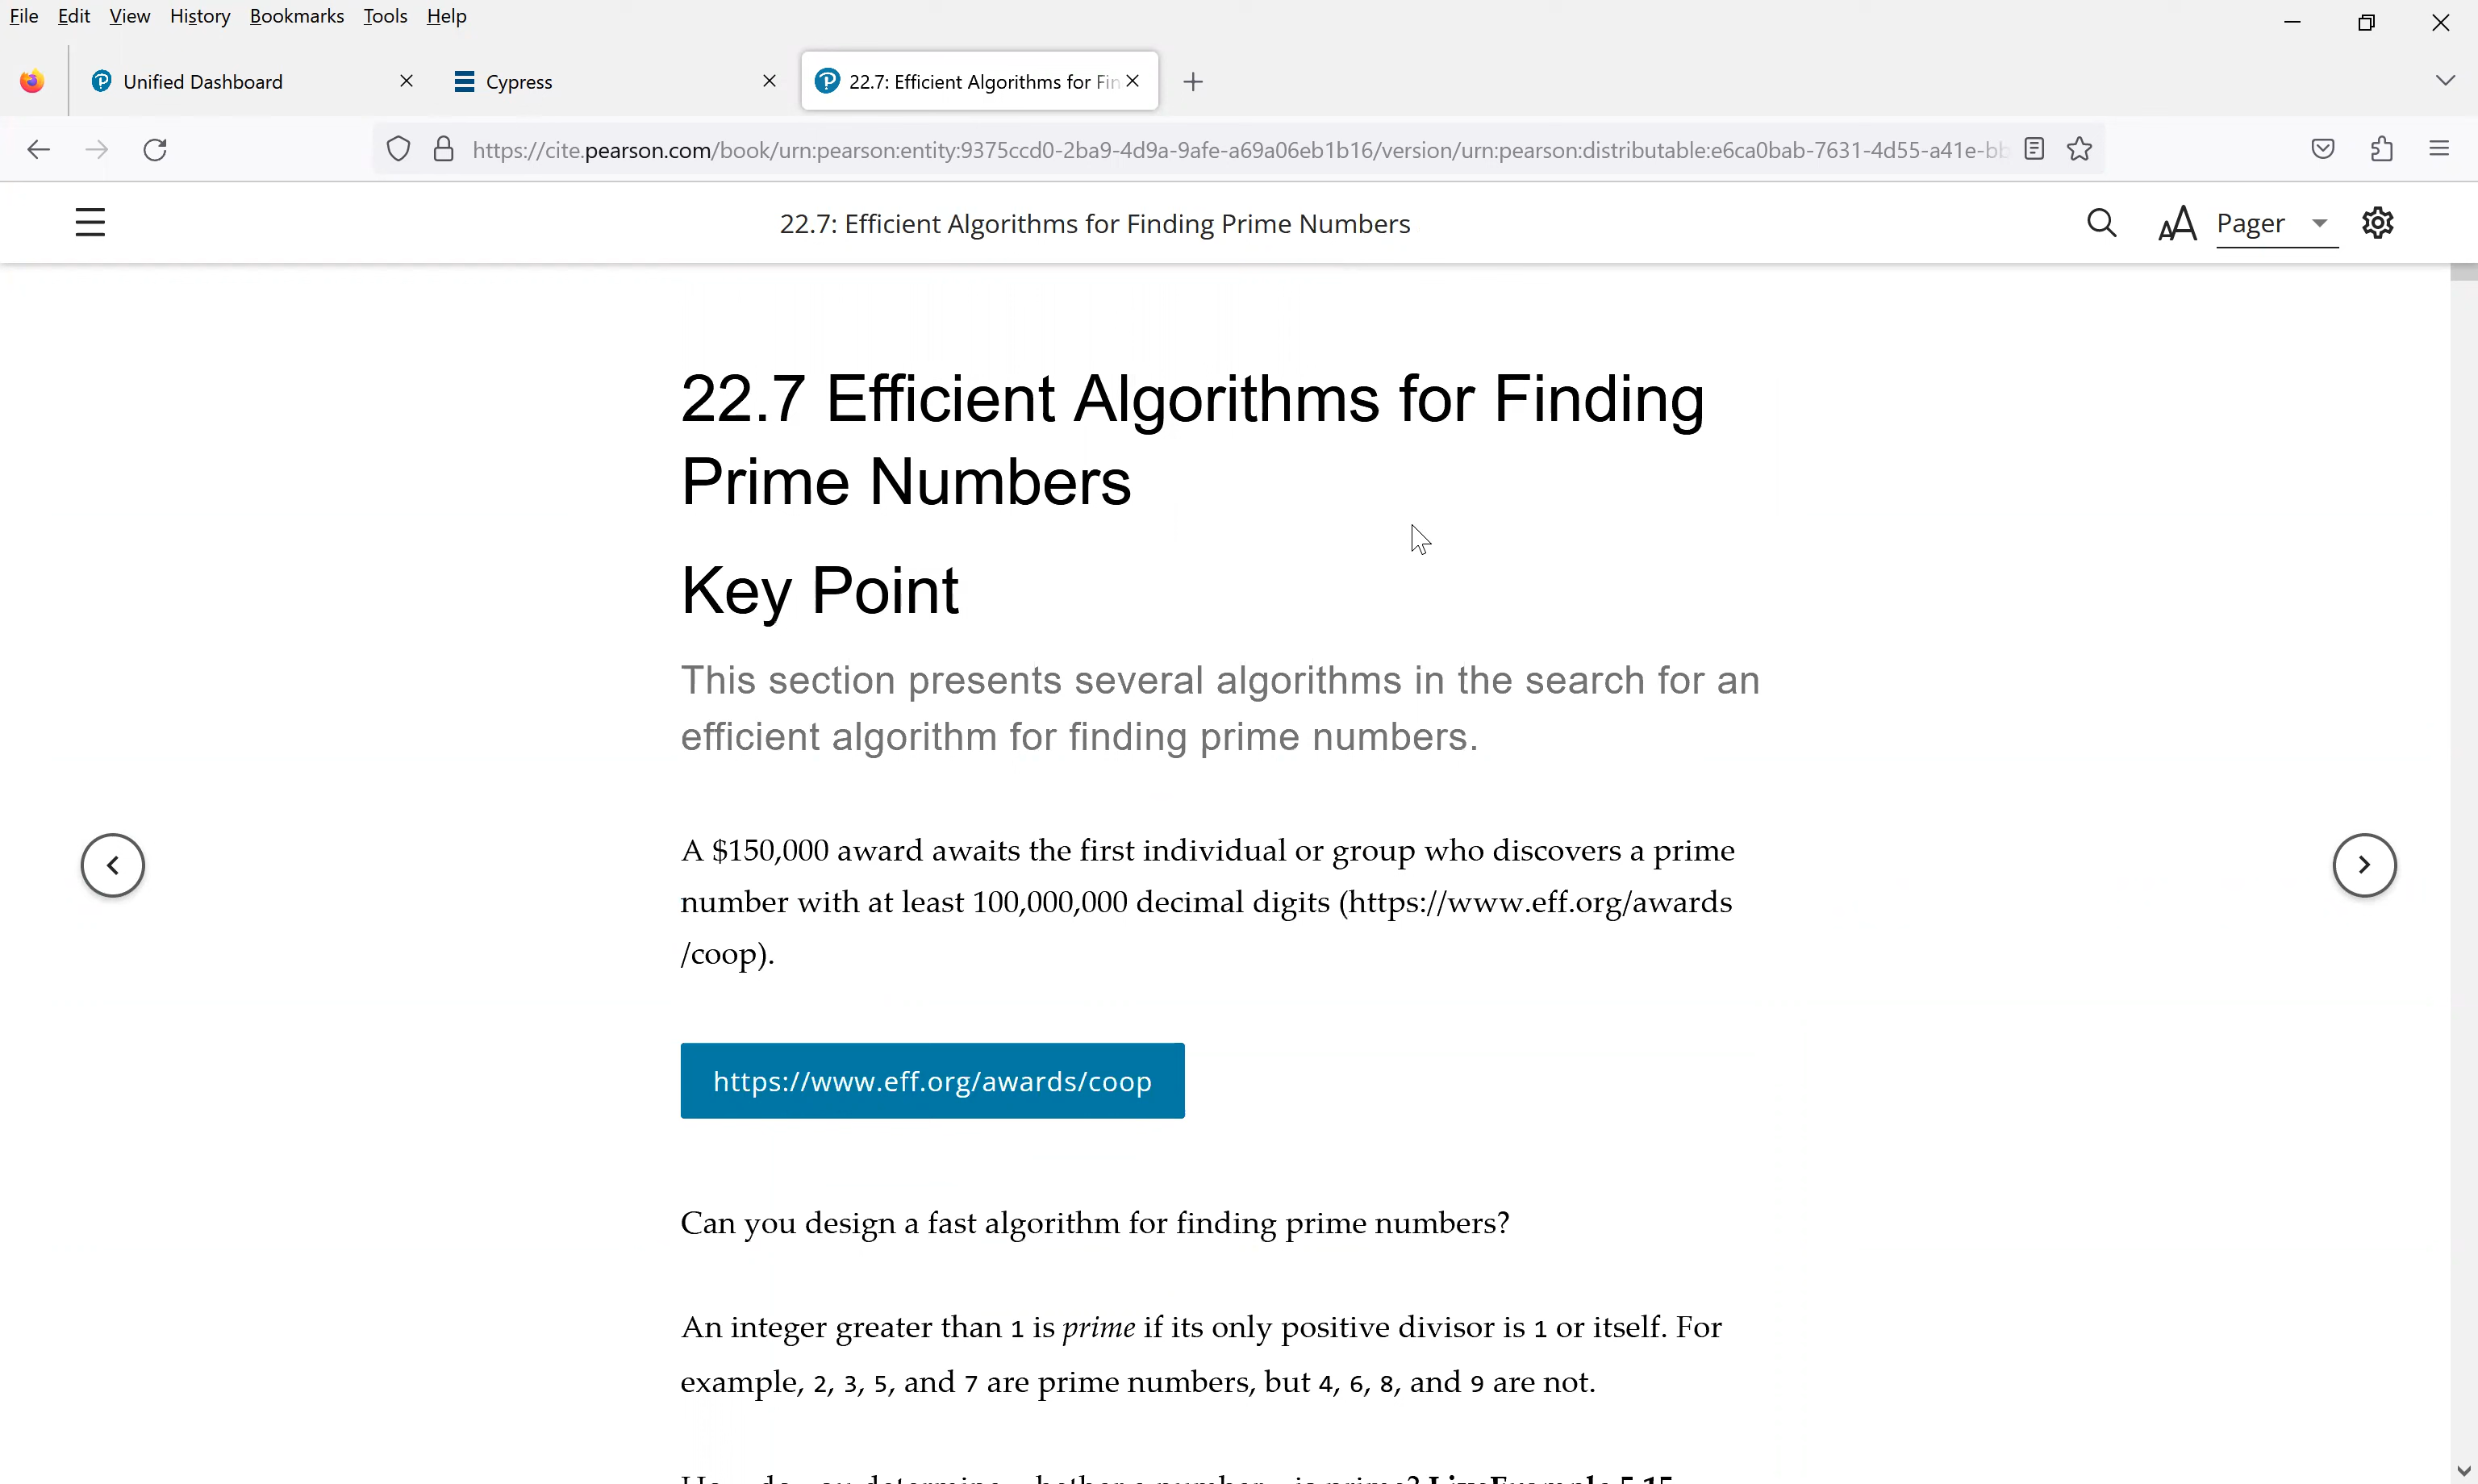 File Edit View History Bookmarks Tools Help
Unified Dashboard
Cypress
22.7: Efficient Algorithms for Fin
https://cite.pearson.com/book/urn:pearson:entity:9375ccd0-2ba9-4d9a-9afe-a69a06eb1b16/version/urn:pearson:distributable:e6ca0bab-7631-4d55-a41e-bb
22.7: Efficient Algorithms for Finding Prime Numbers
AA Pager
22.7 Efficient Algorithms for Finding
Prime Numbers
Key Point
This section presents several algorithms in the search for an
efficient algorithm for finding prime numbers.
A $150,000 award awaits the first individual or group who discovers a prime
number with at least 100,000,000 decimal digits (https://www.eff.org/awards
/coop).
https://www.eff.org/awards/coop
Can you design a fast algorithm for finding prime numbers?
An integer greater than 1 is prime if its only positive divisor is 1 or itself. For
example, 2, 3, 5, and 7 are prime numbers, but 4, 6, 8, and 9 are not.